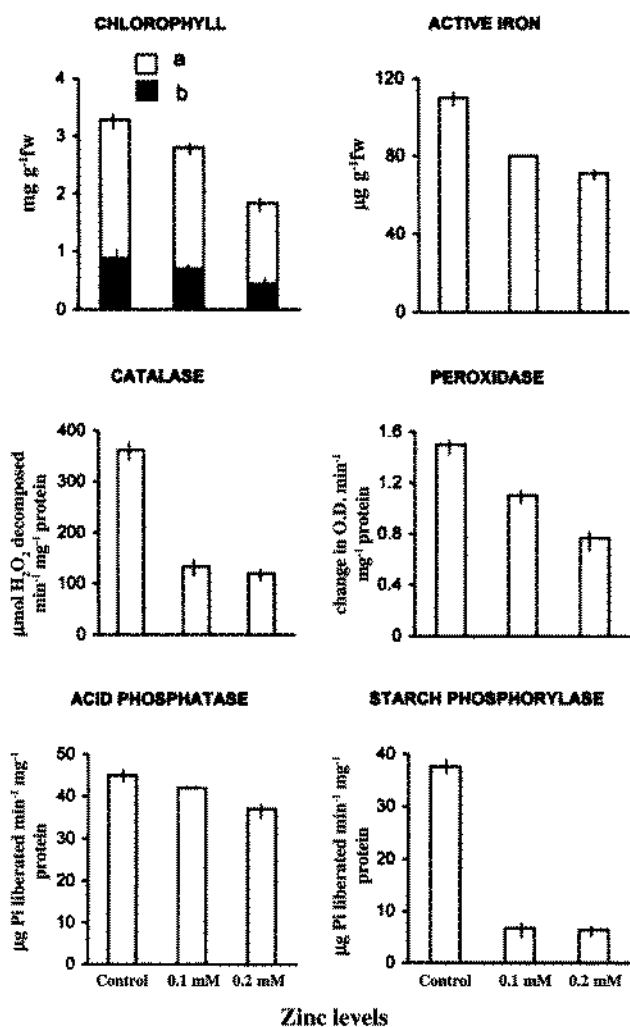 CHLOROPHYLL
a
b
4
3
2
1
0
mg g⁻¹fw
ACTIVE IRON
120
80
40
0
µg g⁻¹fw
CATALASE
400
300
200
100
0
µmol H₂O₂ decomposed
min⁻¹ mg⁻¹ protein
PEROXIDASE
1.6
1.2
0.8
0.4
0
change in O.D. min⁻¹
mg⁻¹ protein
ACID PHOSPHATASE
50
40
30
20
10
0
µg Pi liberated min⁻¹ mg⁻¹
protein
Control 0.1 mM 0.2 mM
STARCH PHOSPHORYLASE
40
30
20
10
0
µg Pi liberated min⁻¹ mg⁻¹
protein
Control 0.1 mM 0.2 mM
Zinc levels